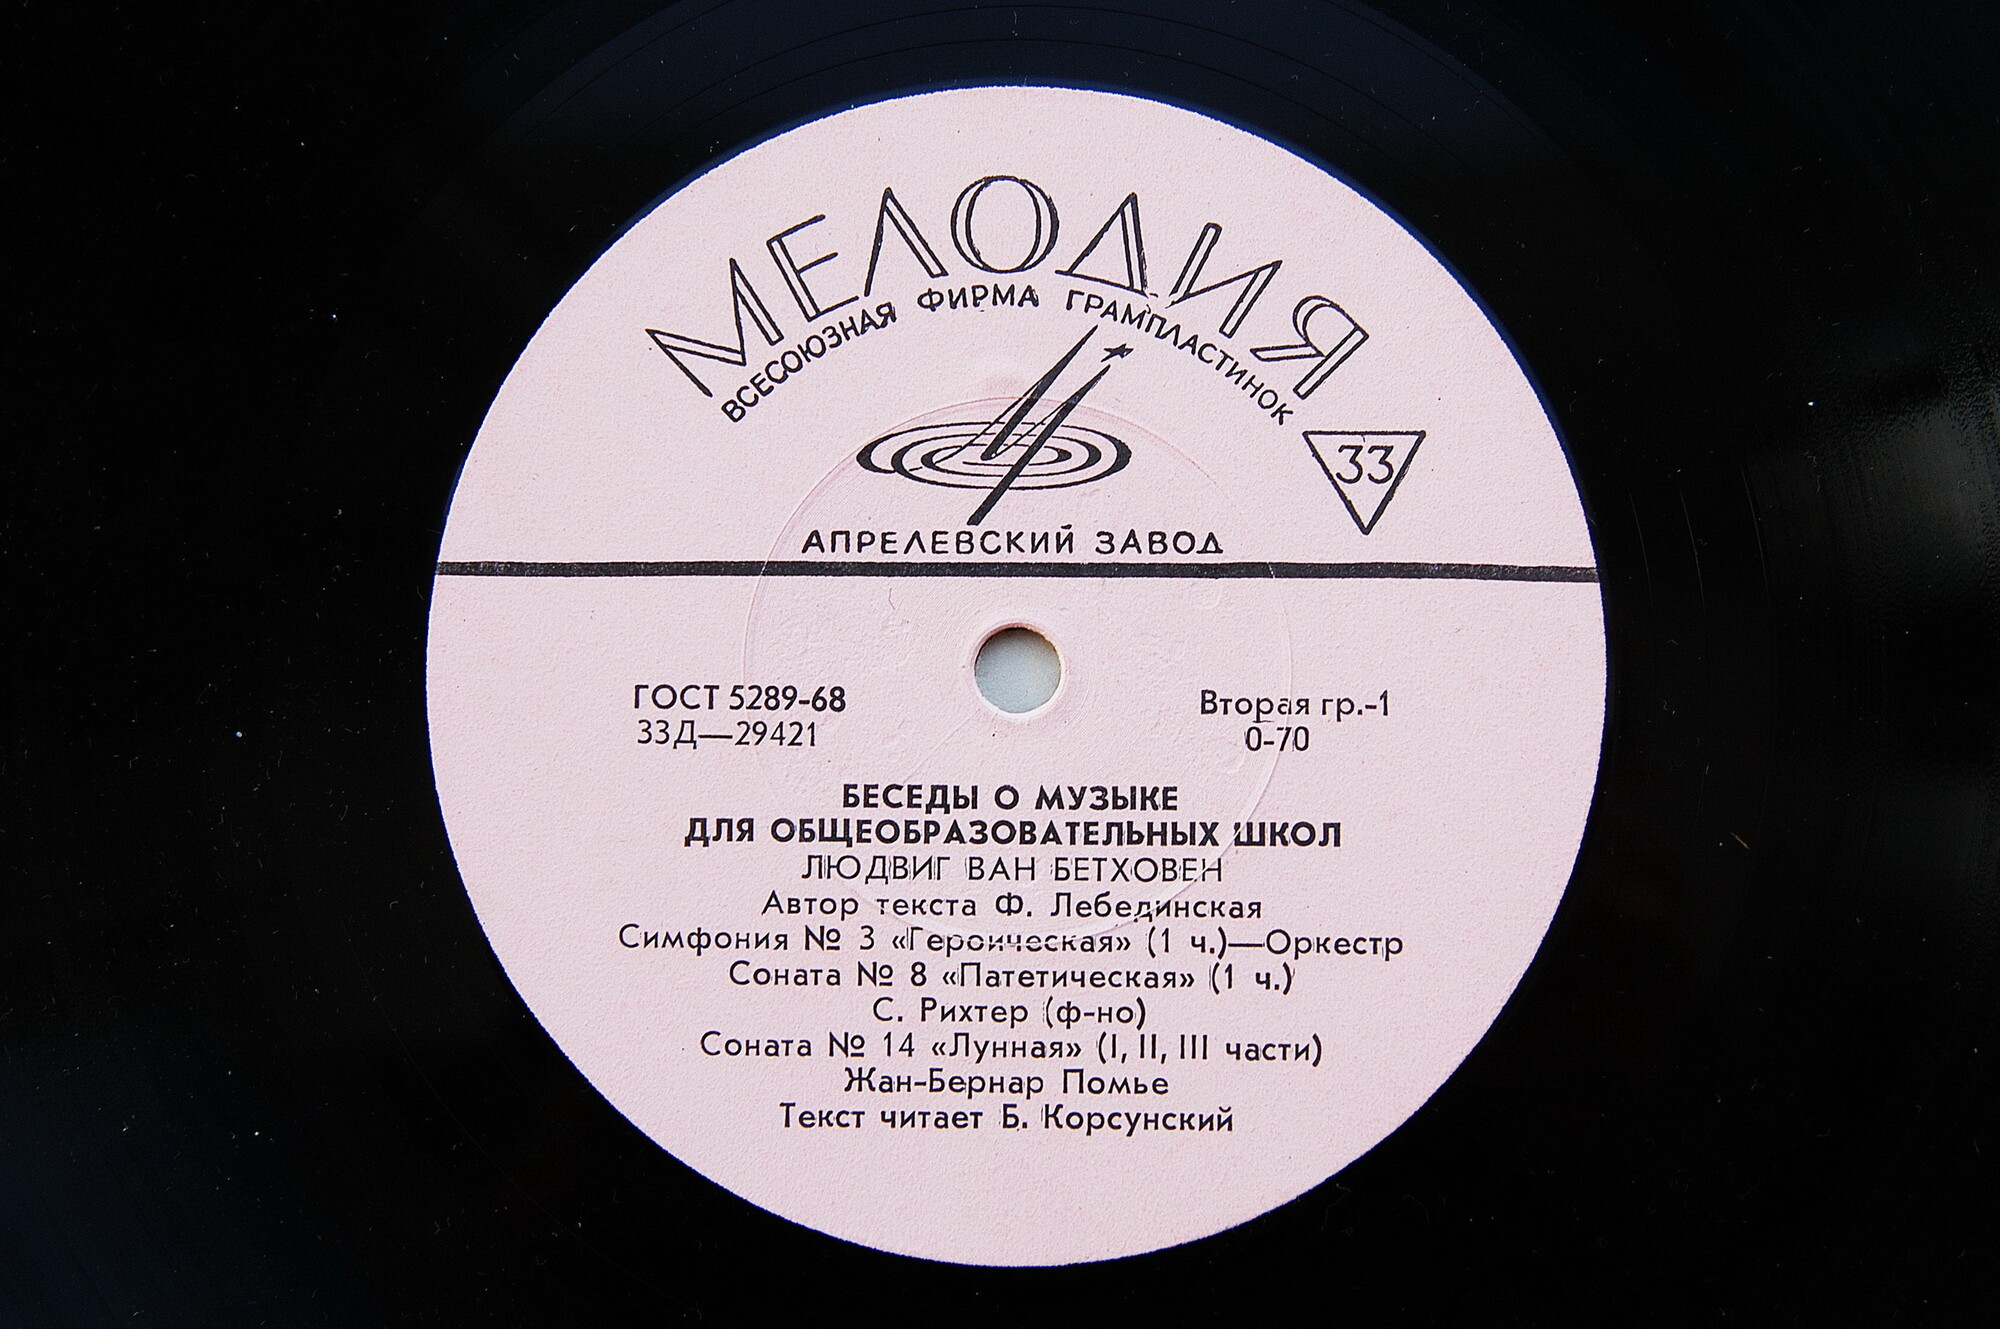 МЕЛОДИЯ
ВСЕСОЮЗНАЯ ФИРМА ГРАМПЛАСТИНОК
33
АПРЕЛЕВСКИЙ ЗАВОД
ГОСТ 5289-68
33Д—29421
Вторая гр.-1
0-70
БЕСЕДЫ О МУЗЫКЕ
ДЛЯ ОБЩЕОБРАЗОВАТЕЛЬНЫХ ШКОЛ
ЛЮДВИГ ВАН БЕТХОВЕН
Автор текста Ф. Лебединская
Симфония № 3 «Героическая» (1 ч.)—Оркестр
Соната № 8 «Патетическая» (1 ч.)
С. Рихтер (ф-но)
Соната № 14 «Лунная» (I, II, III части)
Жан-Бернар Помье
Текст читает Б. Корсунский